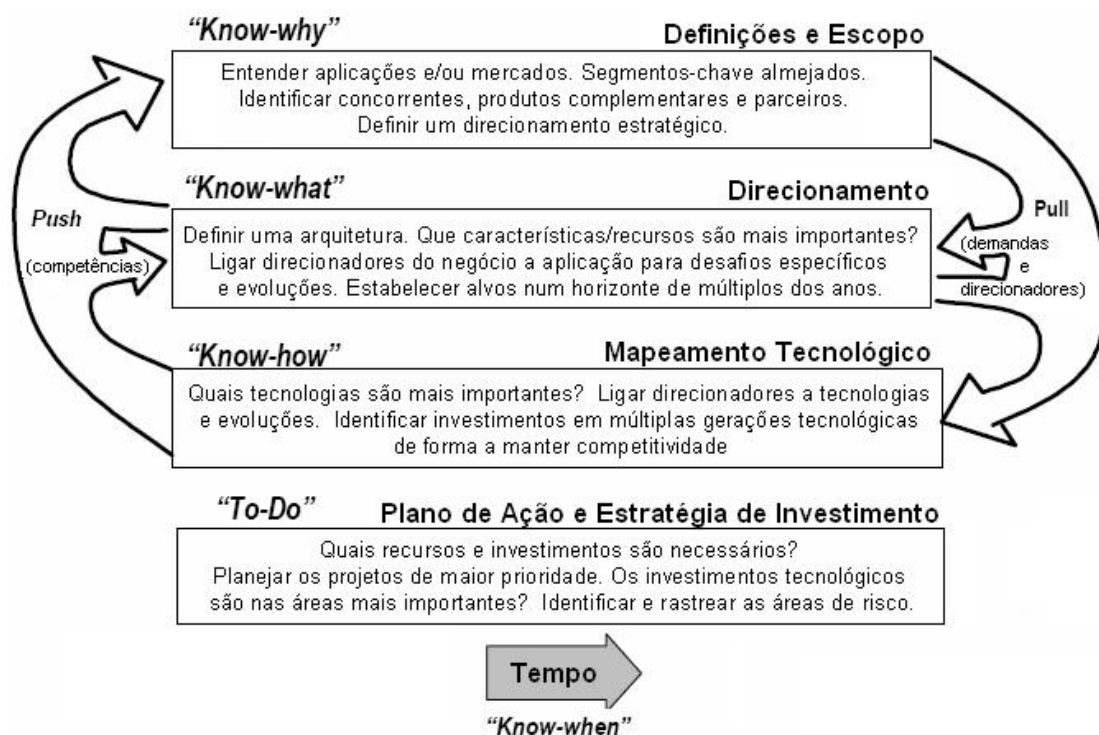 “Know-why” Definições e Escopo
Entender aplicações e/ou mercados. Segmentos-chave almejados.
Identificar concorrentes, produtos complementares e parceiros.
Definir um direcionamento estratégico.
“Know-what” Direcionamento
Push
(competências)
Definir uma arquitetura. Que características/recursos são mais importantes?
Ligar direcionadores do negócio a aplicação para desafios específicos
e evoluções. Estabelecer alvos num horizonte de múltiplos dos anos.
Pull
(demandas
e
direcionadores)
“Know-how” Mapeamento Tecnológico
Quais tecnologias são mais importantes? Ligar direcionadores a tecnologias
e evoluções. Identificar investimentos em múltiplas gerações tecnológicas
de forma a manter competitividade
“To-Do” Plano de Ação e Estratégia de Investimento
Quais recursos e investimentos são necessários?
Planejar os projetos de maior prioridade. Os investimentos tecnológicos
são nas áreas mais importantes? Identificar e rastrear as áreas de risco.
Tempo
“Know-when”